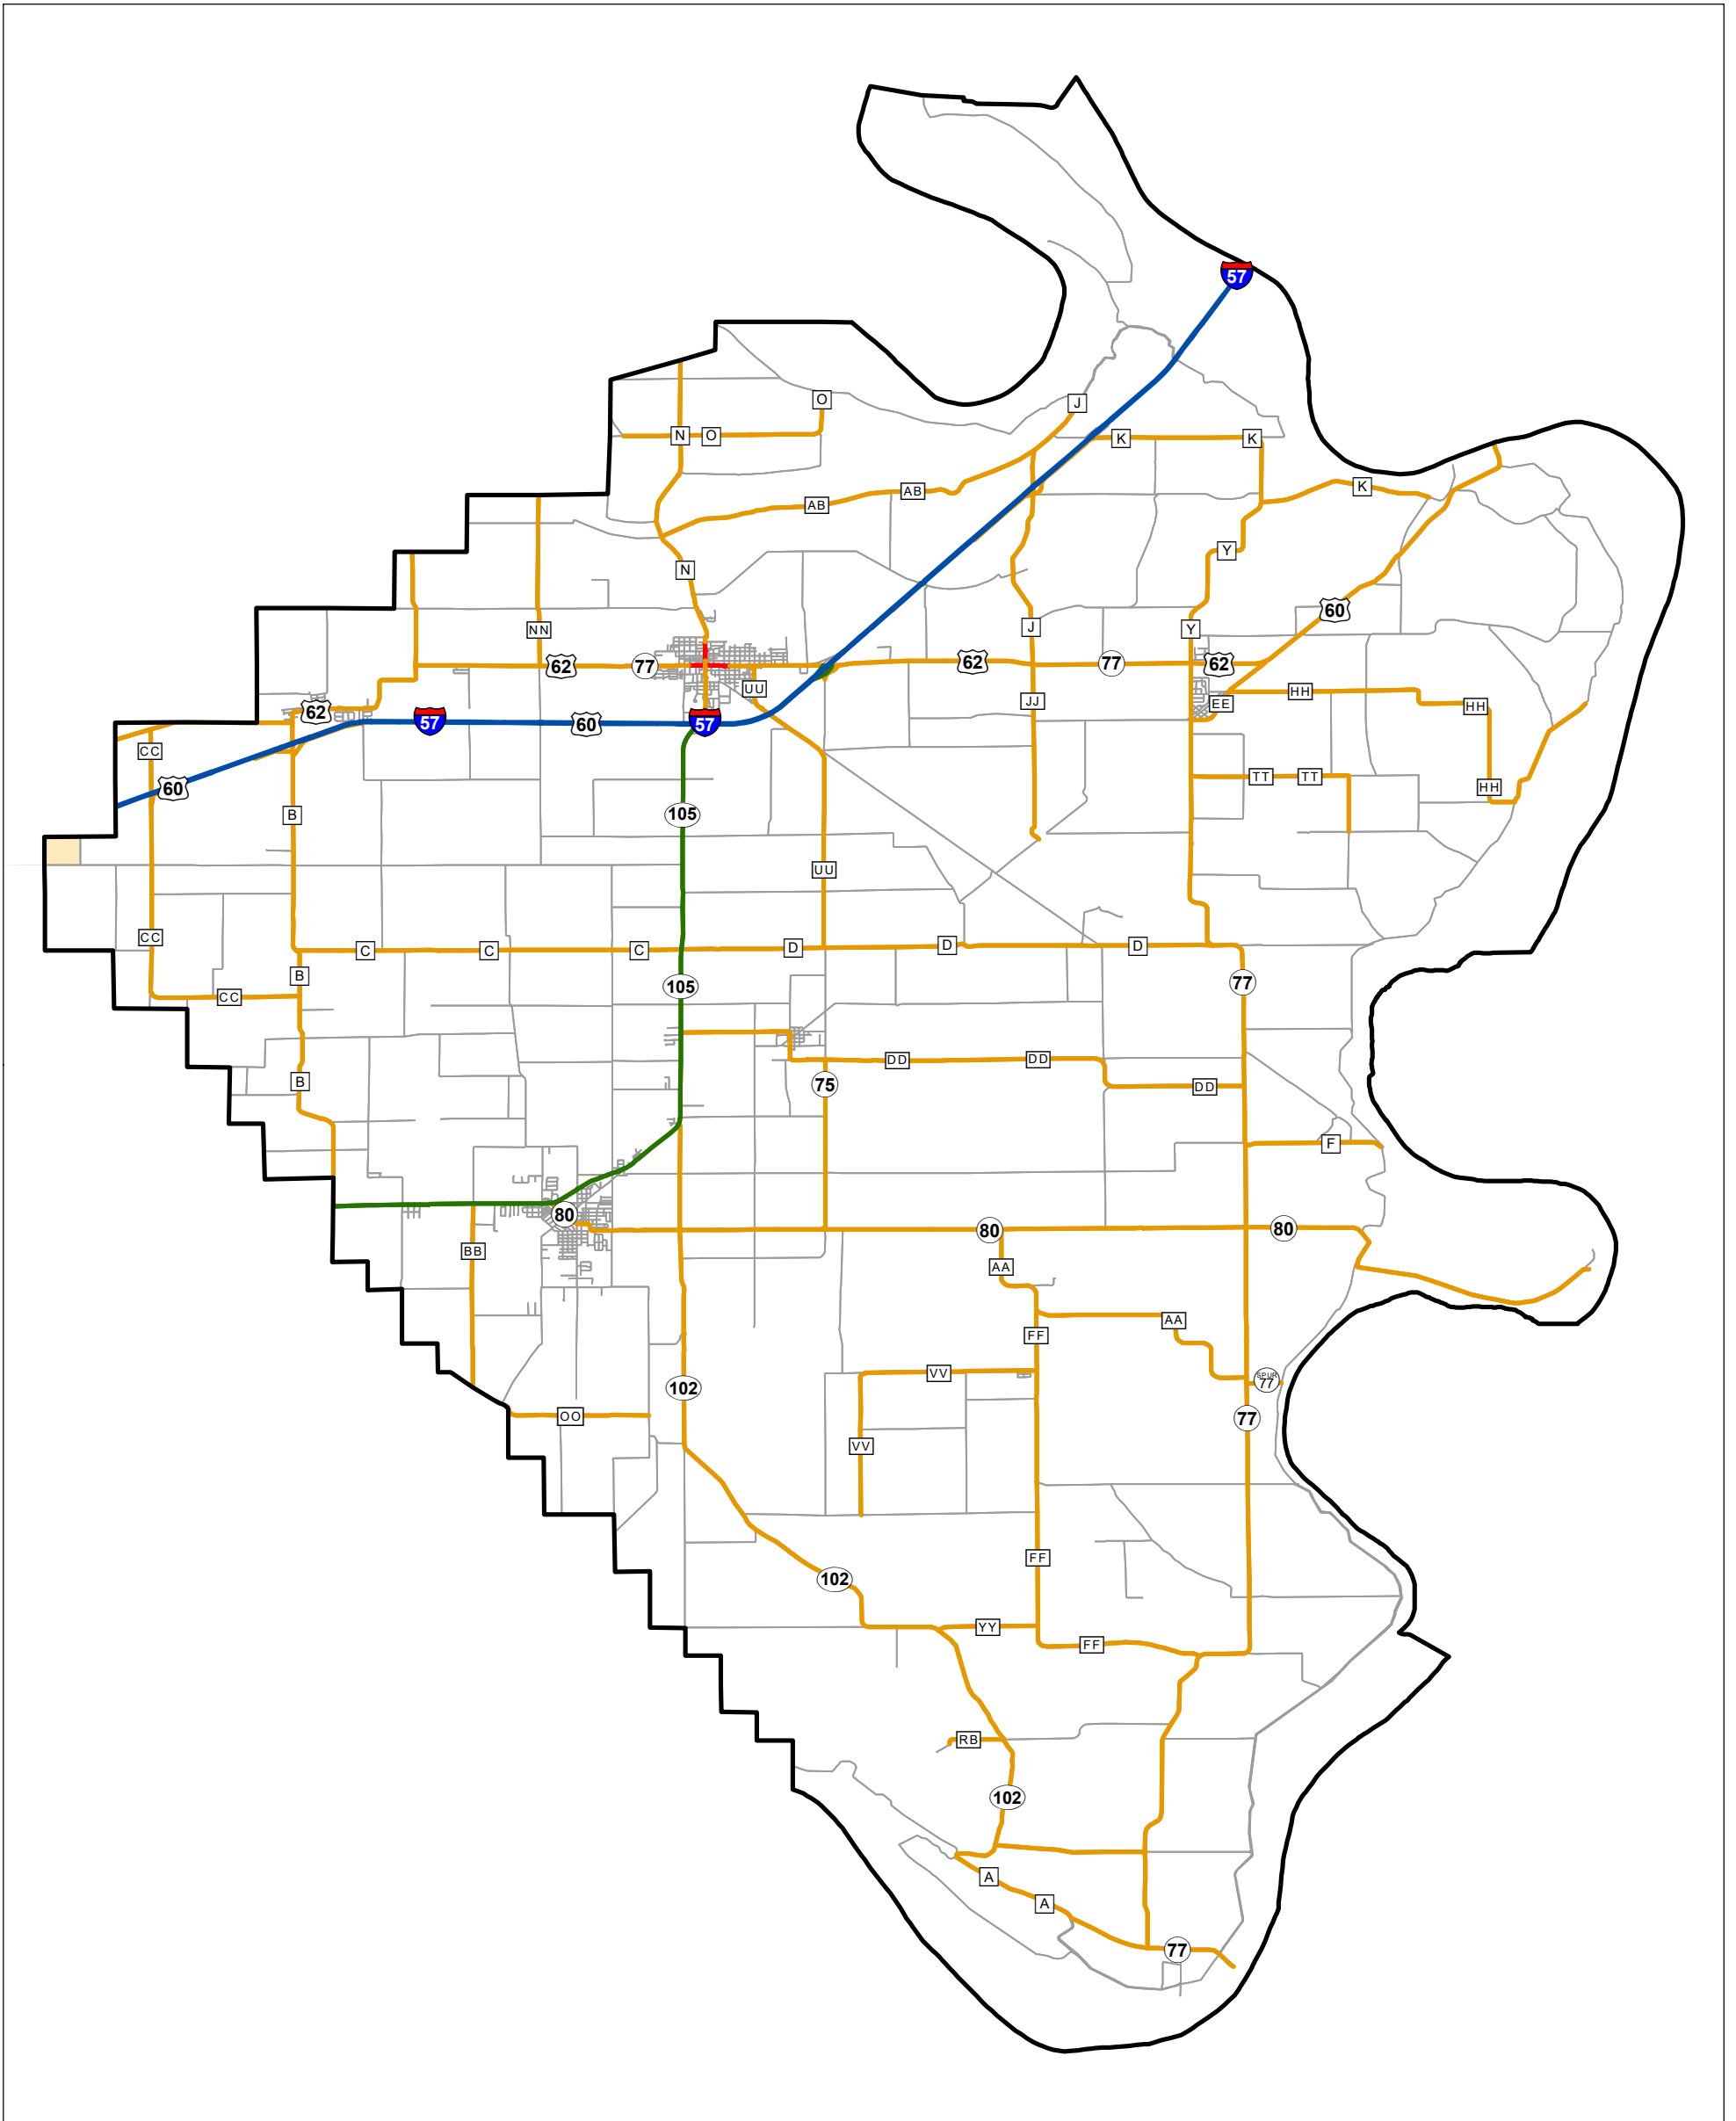 57
J
O
N
O
K
K
K
AB
AB
Y
N
60
J
Y
NN
62
77
62
77
62
UU
HH
JJ
EE
HH
62
57
60
57
CC
TT
TT
HH
60
105
B
UU
CC
C
C
C
D
D
D
B
77
105
CC
DD
DD
B
75
DD
F
80
80
80
BB
AA
AA
FF
VV
SPUR
77
102
OO
77
VV
FF
102
YY
FF
RB
102
A
A
77